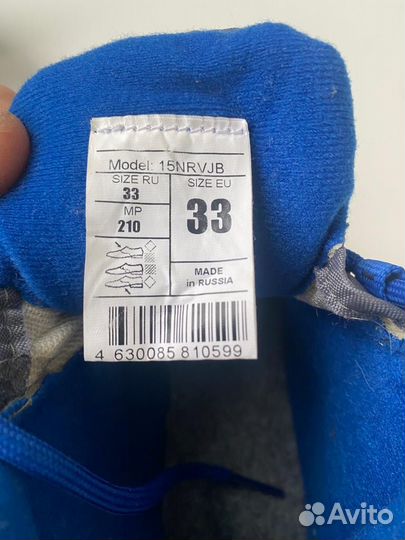 Model: 15NRVJB
SIZE RU
33
MP
210
SIZE EU
33
MADE
in RUSSIA
4 630085 810599
Avito